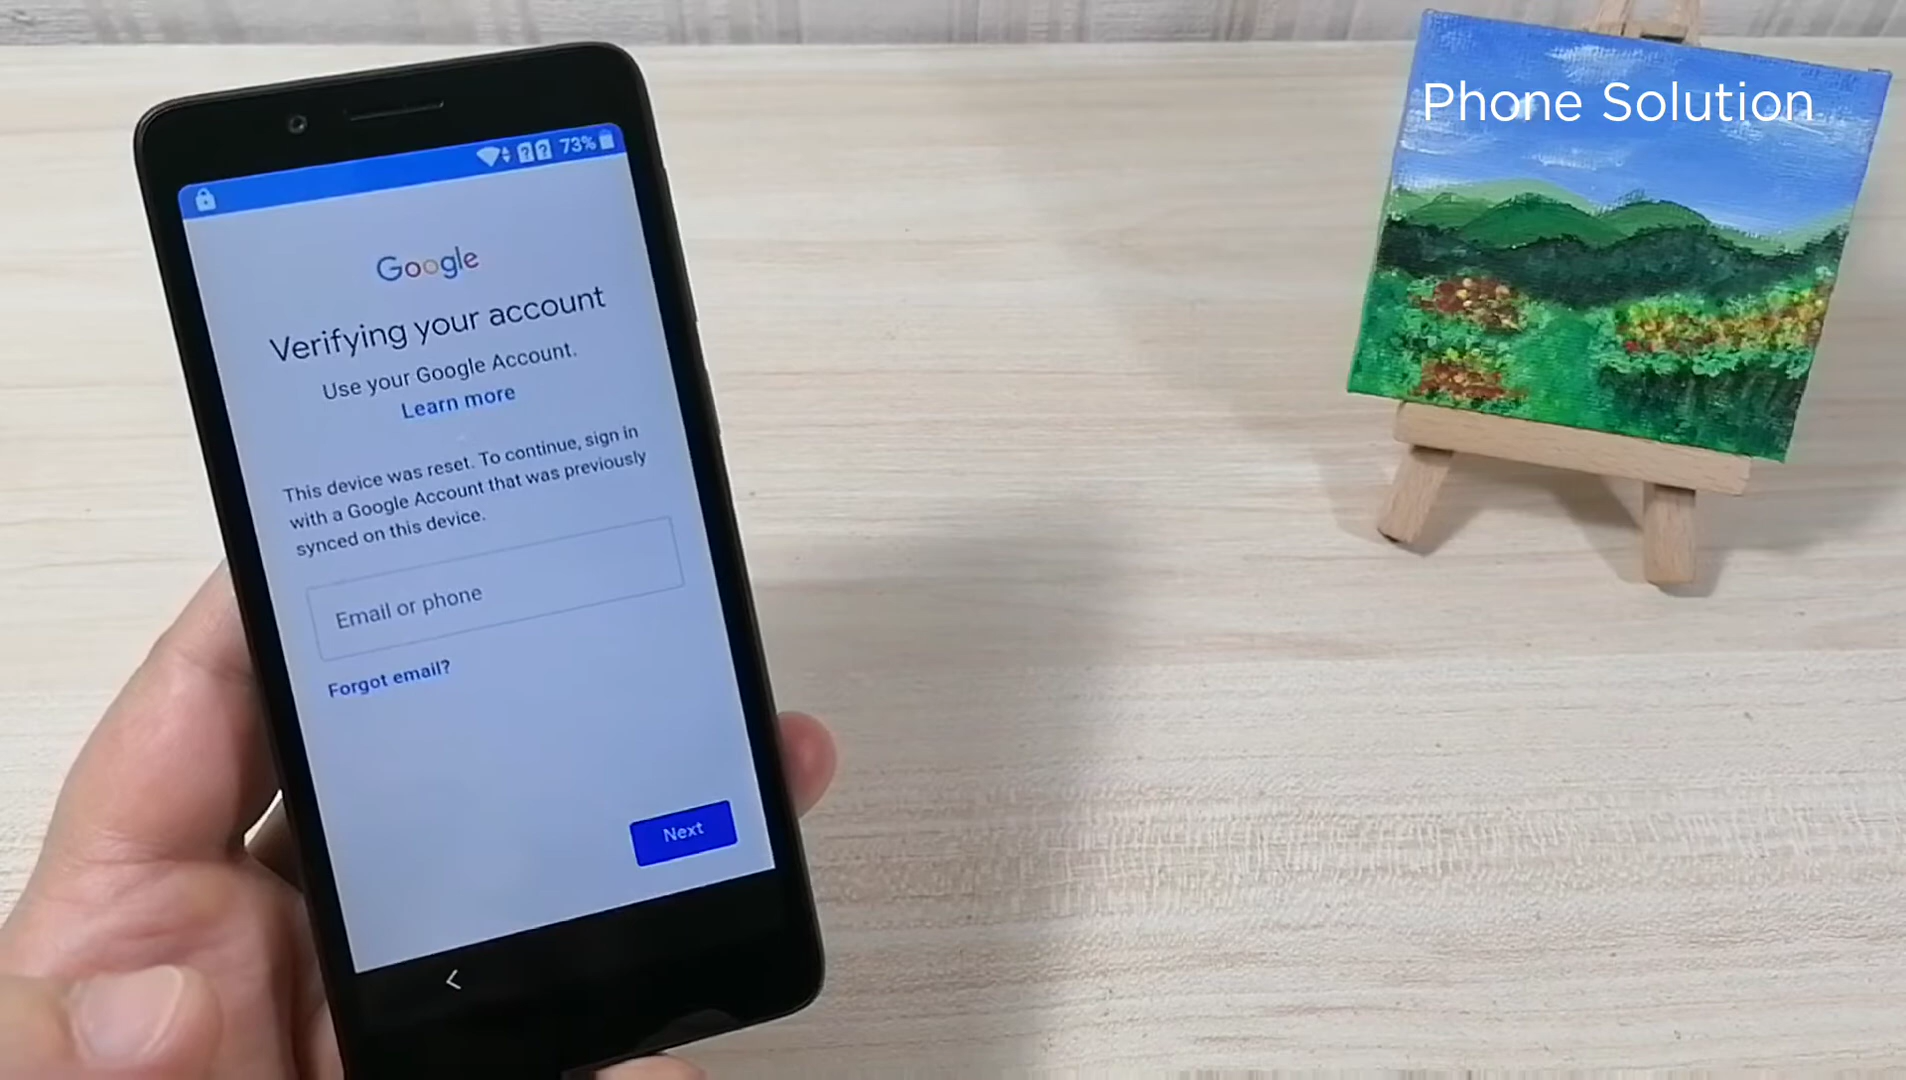 Phone Solution
73%
Google
Verifying your account
Use your Google Account.
Learn more
This device was reset. To continue, sign in
with a Google Account that was previously
synced on this device.
Email or phone
Forgot email?
Next